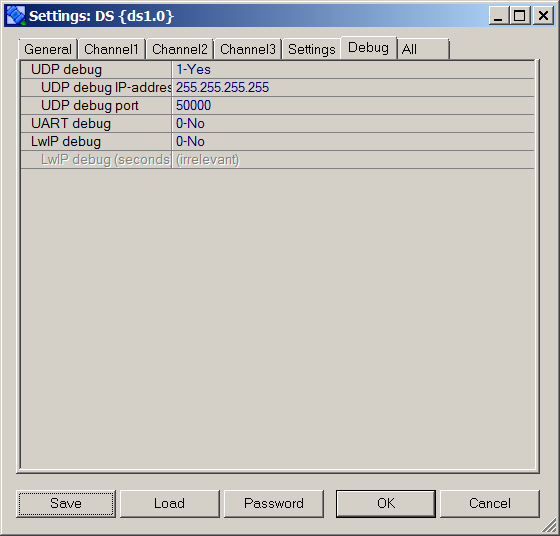 Settings: DS {ds1.0}
General Channel1 Channel2 Channel3 Settings Debug All
UDP debug 1-Yes
UDP debug IP-addres 255.255.255.255
UDP debug port 50000
UART debug 0-No
LwIP debug 0-No
LwIP debug (seconds (irrelevant)
Save Load Password OK Cancel